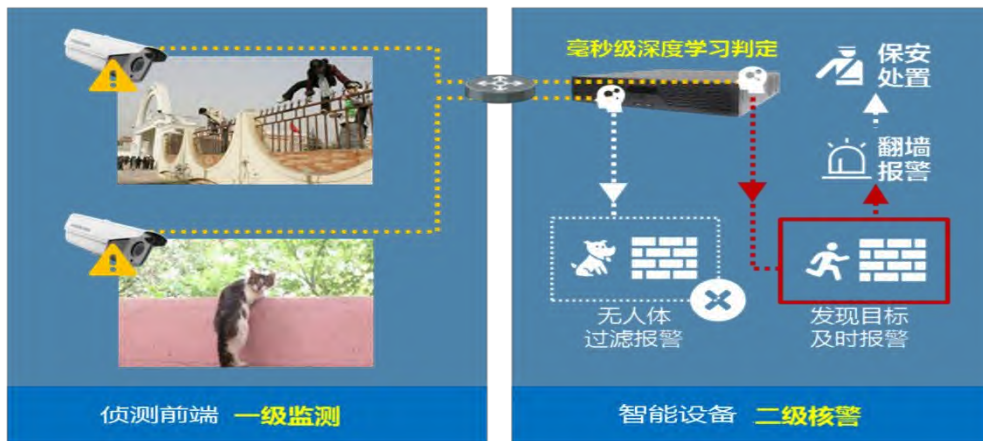 毫秒级深度学习判定
保安
处置
翻墙
报警
无人体
过滤报警
发现目标
及时报警
侦测前端 一级监测
智能设备 二级核警